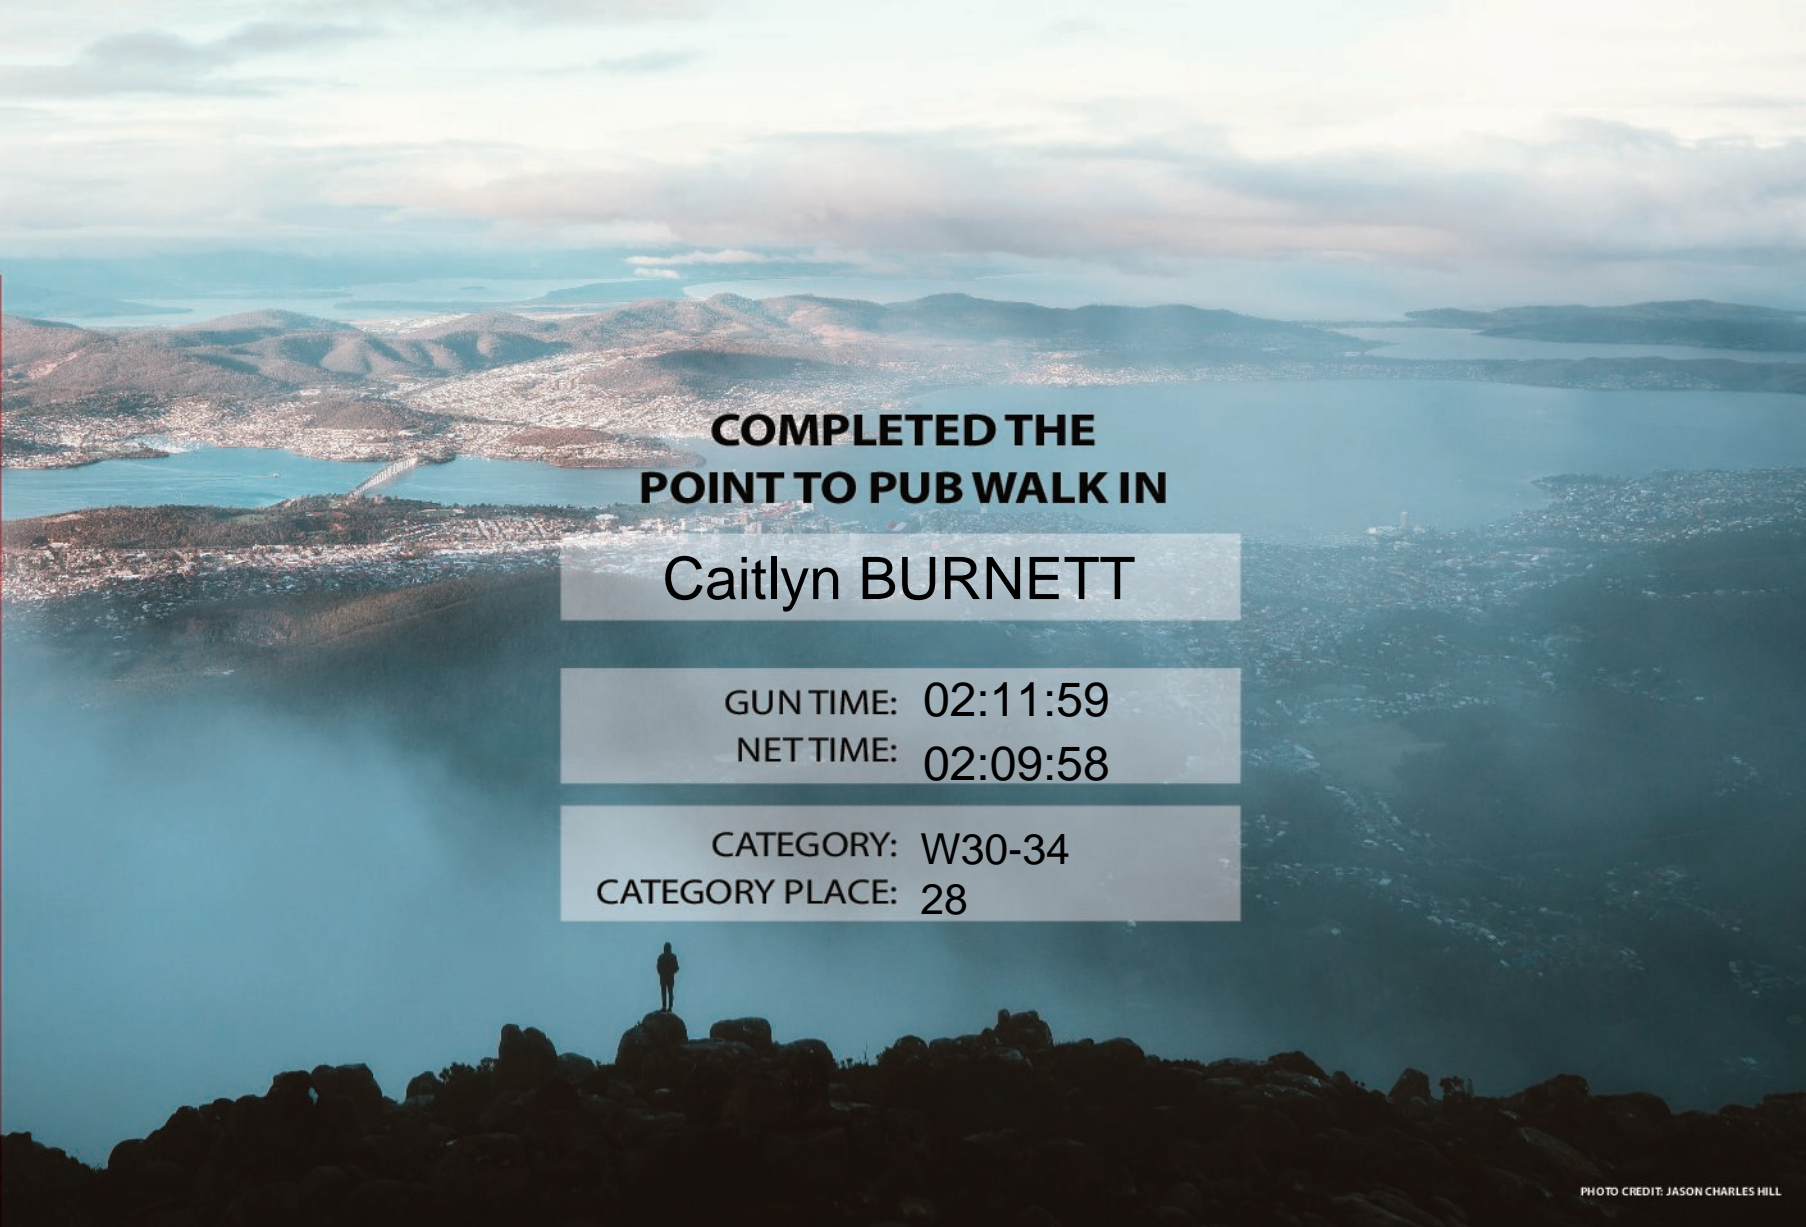 COMPLETED THE
POINT TO PUB WALK IN
Caitlyn BURNETT
GUN TIME: 02:11:59
NET TIME: 02:09:58
CATEGORY: W30-34
CATEGORY PLACE: 28
PHOTO CREDIT: JASON CHARLES HILL